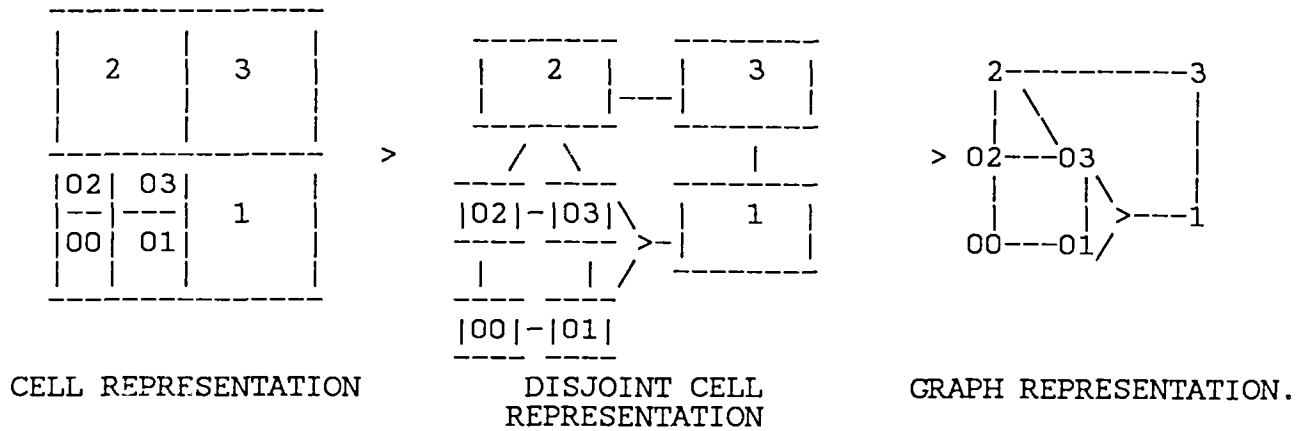 2 3 2 3 2 3
> > 02 03
02 03 1 02 03 1 1
00 01 00 01
00 01
CELL REPRESENTATION DISJOINT CELL GRAPH REPRESENTATION.
REPRESENTATION